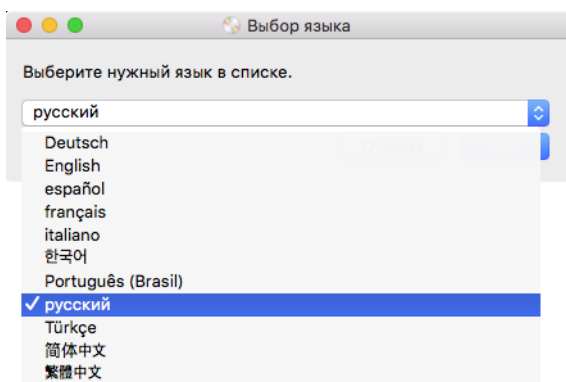 Выбор языка
Выберите нужный язык в списке.
русский
Deutsch
English
español
français
italiano
한국어
Português (Brasil)
✓ русский
Türkçe
简体中文
繁體中文